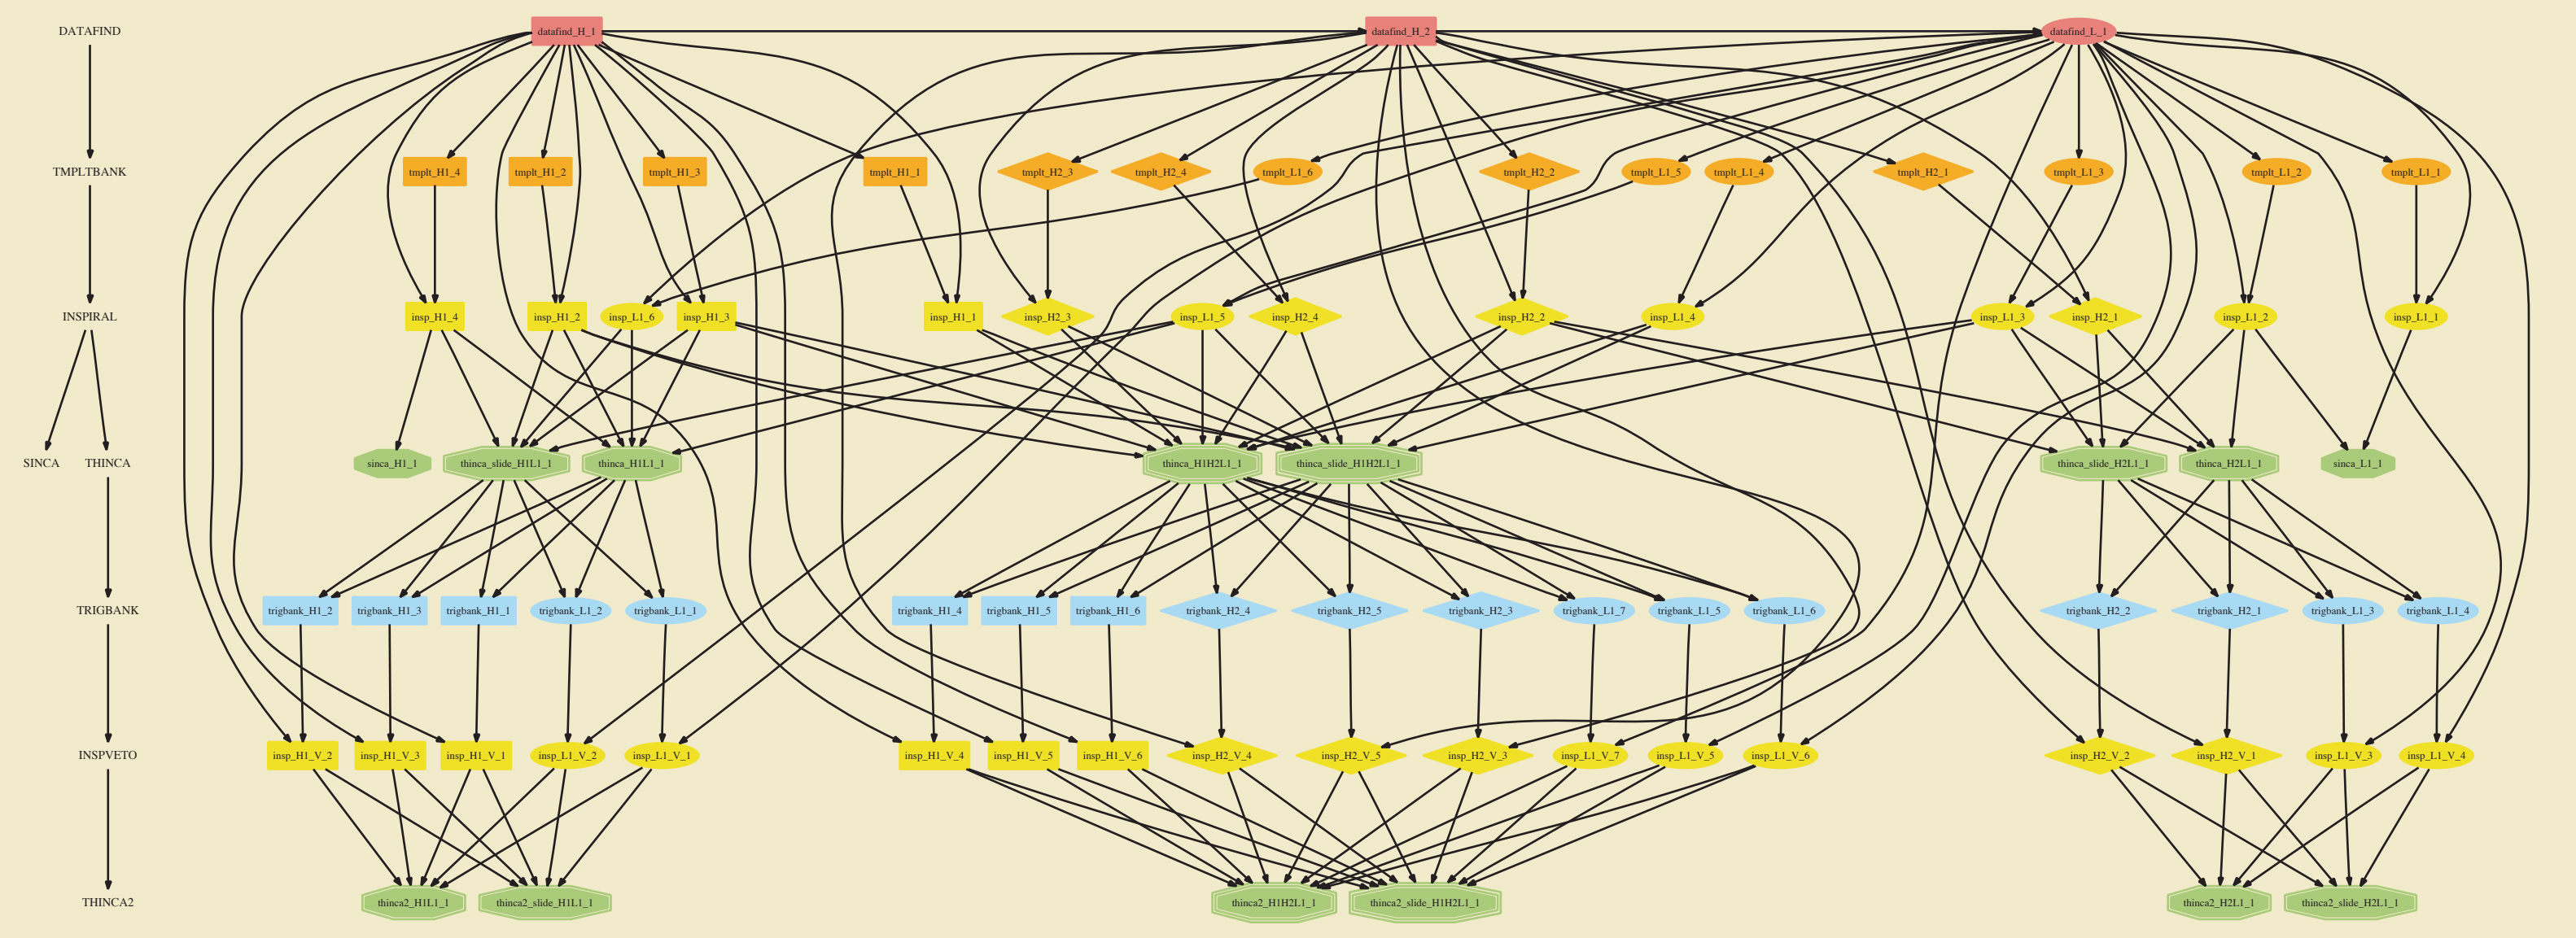 DATAFIND
datafind_H_1
datafind_H_2
datafind_L_1
TMPLTBANK
tmplt_H1_4
tmplt_H1_2
tmplt_H1_3
tmplt_H1_1
tmplt_H2_3
tmplt_H2_4
tmplt_L1_6
tmplt_H2_2
tmplt_L1_5
tmplt_L1_4
tmplt_H2_1
tmplt_L1_3
tmplt_L1_2
tmplt_L1_1
INSPIRAL
insp_H1_4
insp_H1_2
insp_L1_6
insp_H1_3
insp_H1_1
insp_H2_3
insp_L1_5
insp_H2_4
insp_H2_2
insp_L1_4
insp_L1_3
insp_H2_1
insp_L1_2
insp_L1_1
SINCA
THINCA
sinca_H1_1
thinca_slide_H1L1_1
thinca_H1L1_1
thinca_H1H2L1_1
thinca_slide_H1H2L1_1
thinca_slide_H2L1_1
thinca_H2L1_1
sinca_L1_1
TRIGBANK
trigbank_H1_2
trigbank_H1_3
trigbank_H1_1
trigbank_L1_2
trigbank_L1_1
trigbank_H1_4
trigbank_H1_5
trigbank_H1_6
trigbank_H2_4
trigbank_H2_5
trigbank_H2_3
trigbank_L1_7
trigbank_L1_5
trigbank_L1_6
trigbank_H2_2
trigbank_H2_1
trigbank_L1_3
trigbank_L1_4
INSPVETO
insp_H1_V_2
insp_H1_V_3
insp_H1_V_1
insp_L1_V_2
insp_L1_V_1
insp_H1_V_4
insp_H1_V_5
insp_H1_V_6
insp_H2_V_4
insp_H2_V_5
insp_H2_V_3
insp_L1_V_7
insp_L1_V_5
insp_L1_V_6
insp_H2_V_2
insp_H2_V_1
insp_L1_V_3
insp_L1_V_4
THINCA2
thinca2_H1L1_1
thinca2_slide_H1L1_1
thinca2_H1H2L1_1
thinca2_slide_H1H2L1_1
thinca2_H2L1_1
thinca2_slide_H2L1_1